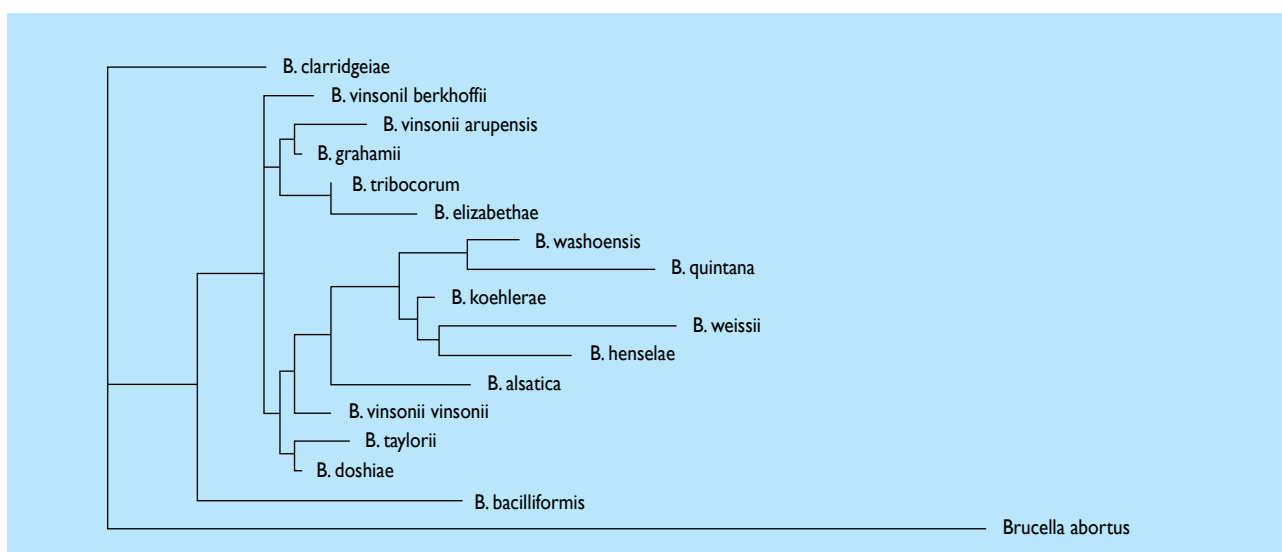 B. clarridgeiae
B. vinsonil berkhoffii
B. vinsonii arupensis
B. grahamii
B. tribocorum
B. elizabethae
B. washoensis
B. quintana
B. koehlerae
B. weissii
B. henselae
B. alsatica
B. vinsonii vinsonii
B. taylorii
B. doshiae
B. bacilliformis
Brucella abortus